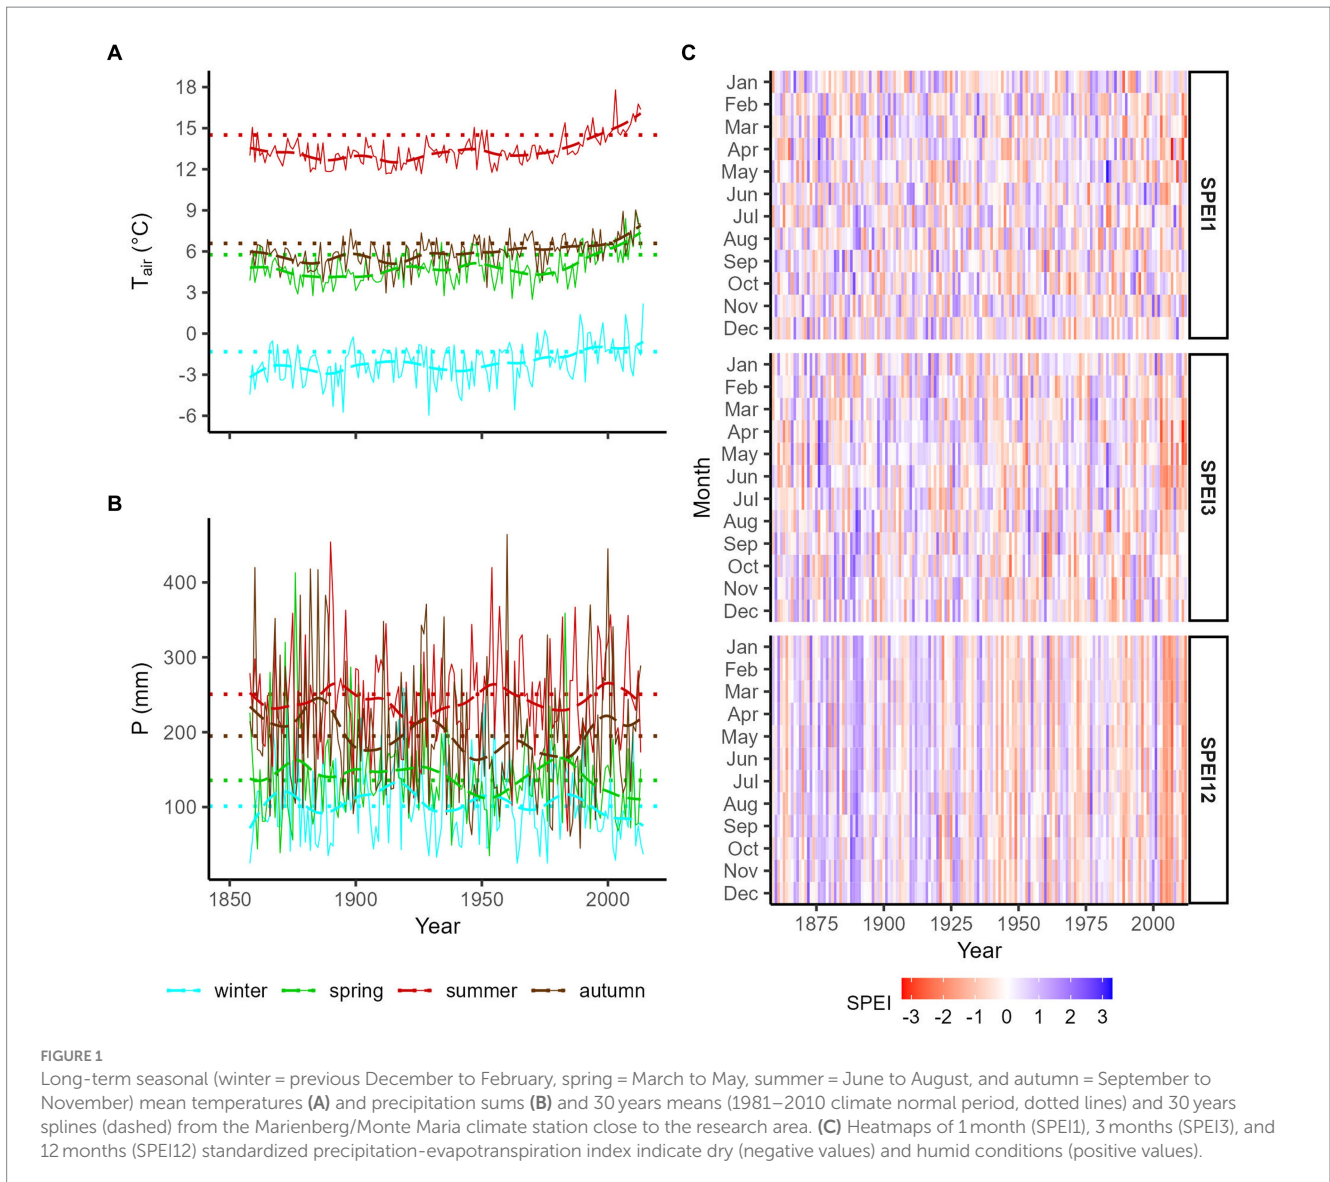 A
18
15
12
9
6
3
0
-3
-6
T_air (°C)
B
400
300
200
100
P (mm)
1850 1900 1950 2000
Year
winter spring summer autumn
C
Jan
Feb
Mar
Apr
May
Jun
Jul
Aug
Sep
Oct
Nov
Dec
SPEI1
Jan
Feb
Mar
Apr
May
Jun
Jul
Aug
Sep
Oct
Nov
Dec
SPEI3
Jan
Feb
Mar
Apr
May
Jun
Jul
Aug
Sep
Oct
Nov
Dec
SPEI12
Month
1875 1900 1925 1950 1975 2000
Year
SPEI
-3 -2 -1 0 1 2 3
FIGURE 1
Long-term seasonal (winter = previous December to February, spring = March to May, summer = June to August, and autumn = September to
November) mean temperatures (A) and precipitation sums (B) and 30 years means (1981–2010 climate normal period, dotted lines) and 30 years
splines (dashed) from the Marienberg/Monte Maria climate station close to the research area. (C) Heatmaps of 1 month (SPEI1), 3 months (SPEI3), and
12 months (SPEI12) standardized precipitation-evapotranspiration index indicate dry (negative values) and humid conditions (positive values).